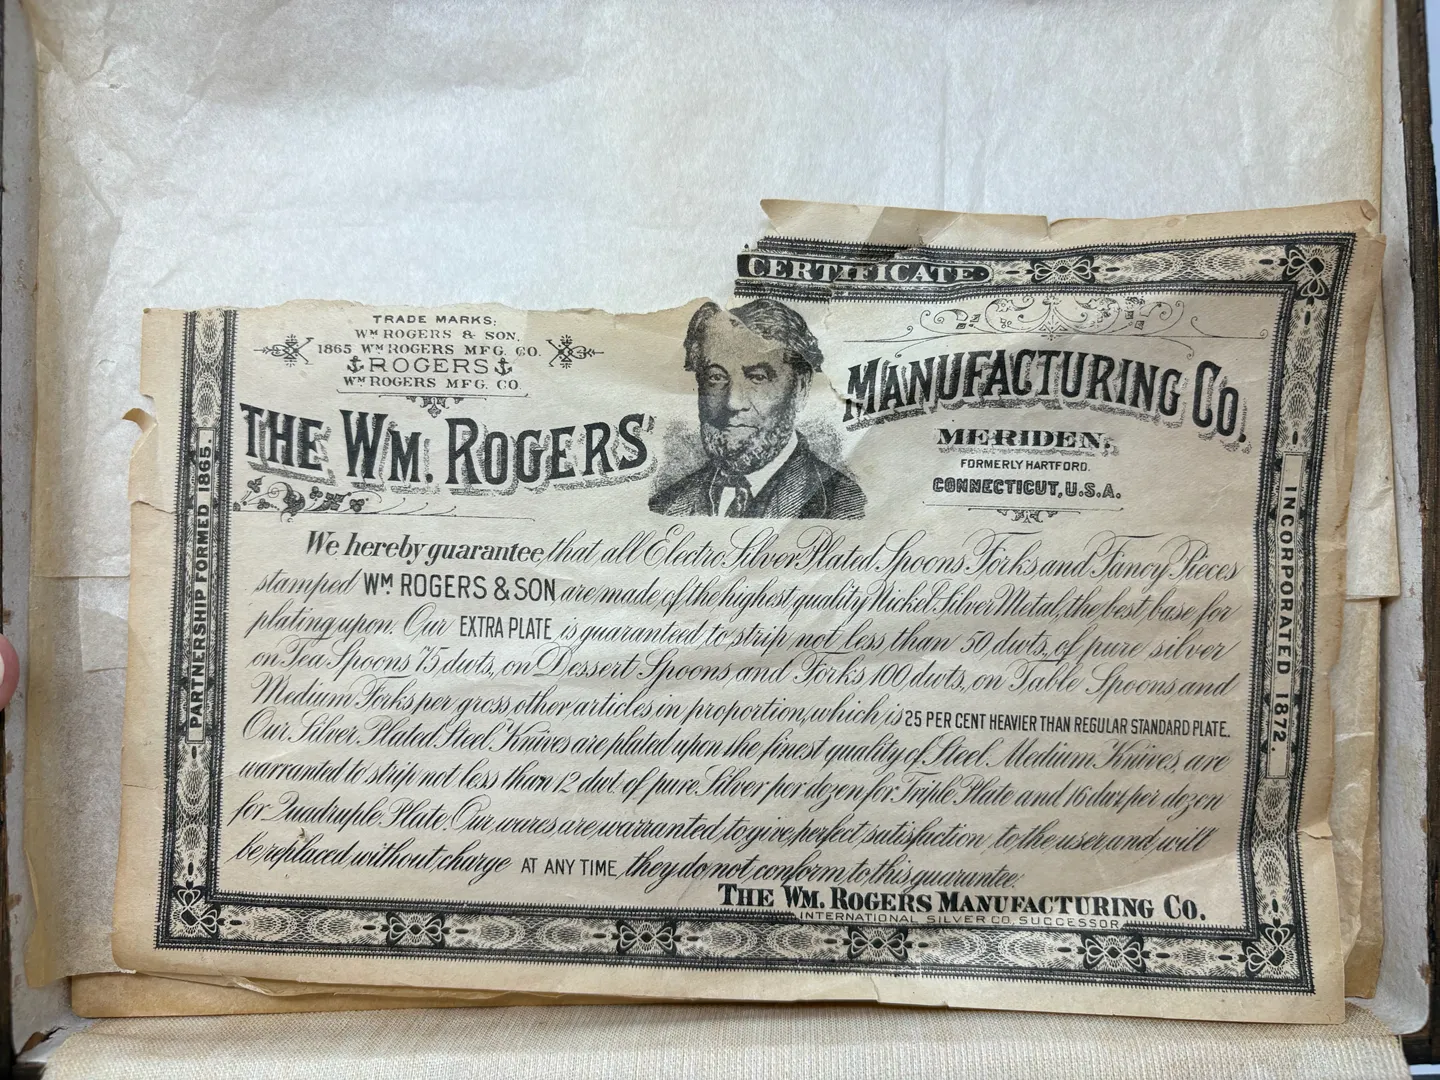 CERTIFICATE
TRADE MARKS:
WM ROGERS & SON.
1865 WM ROGERS MFG. CO.
⚓ROGERS⚓
WM ROGERS MFG. CO.
THE WM. ROGERS MANUFACTURING CO.
MERIDEN,
FORMERLY HARTFORD.
CONNECTICUT, U.S.A.
PARTNERSHIP FORMED 1865.
We hereby guarantee, that all Electro Silver Plated Spoons Forks, and Fancy Pieces
stamped WM ROGERS & SON, are made of the highest quality Nickel Silver Metal, the best base for
plating upon. Our EXTRA PLATE is guaranteed to strip not less than 50 dwts, of pure silver
on Tea Spoons 75, dwts, on Dessert Spoons, and Forks 100 dwts, on Table Spoons and
Medium Forks per gross other articles in proportion, which is 25 PER CENT HEAVIER THAN REGULAR STANDARD PLATE.
Our Silver Plated Steel Knives are plated upon the finest quality of Steel. Medium Knives, are
warranted to strip not less than 12 dwt. of pure Silver per dozen for Triple Plate and 16 dwt per dozen
for Quadruple Plate. Our wares are warranted to give perfect satisfaction to the user and will
be replaced without charge AT ANY TIME, they do not conform to this guarantee.
THE WM. ROGERS MANUFACTURING CO.
INTERNATIONAL SILVER CO. SUCCESSOR
INCORPORATED 1872.